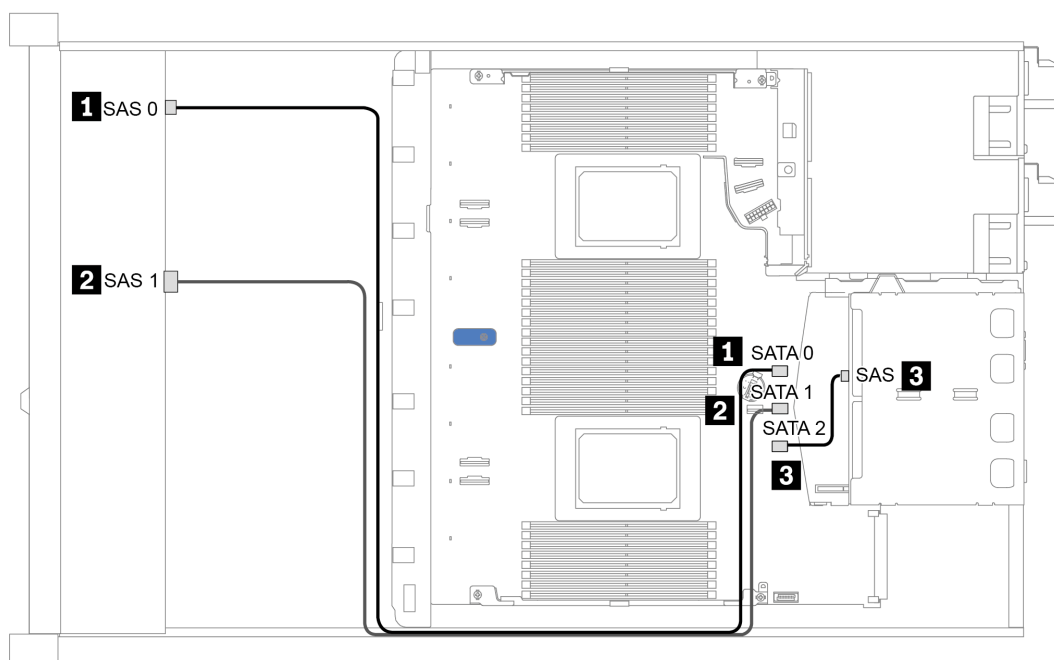 1 SAS 0
2 SAS 1
1 SATA 0
SAS 3
2 SATA 1
SATA 2
3